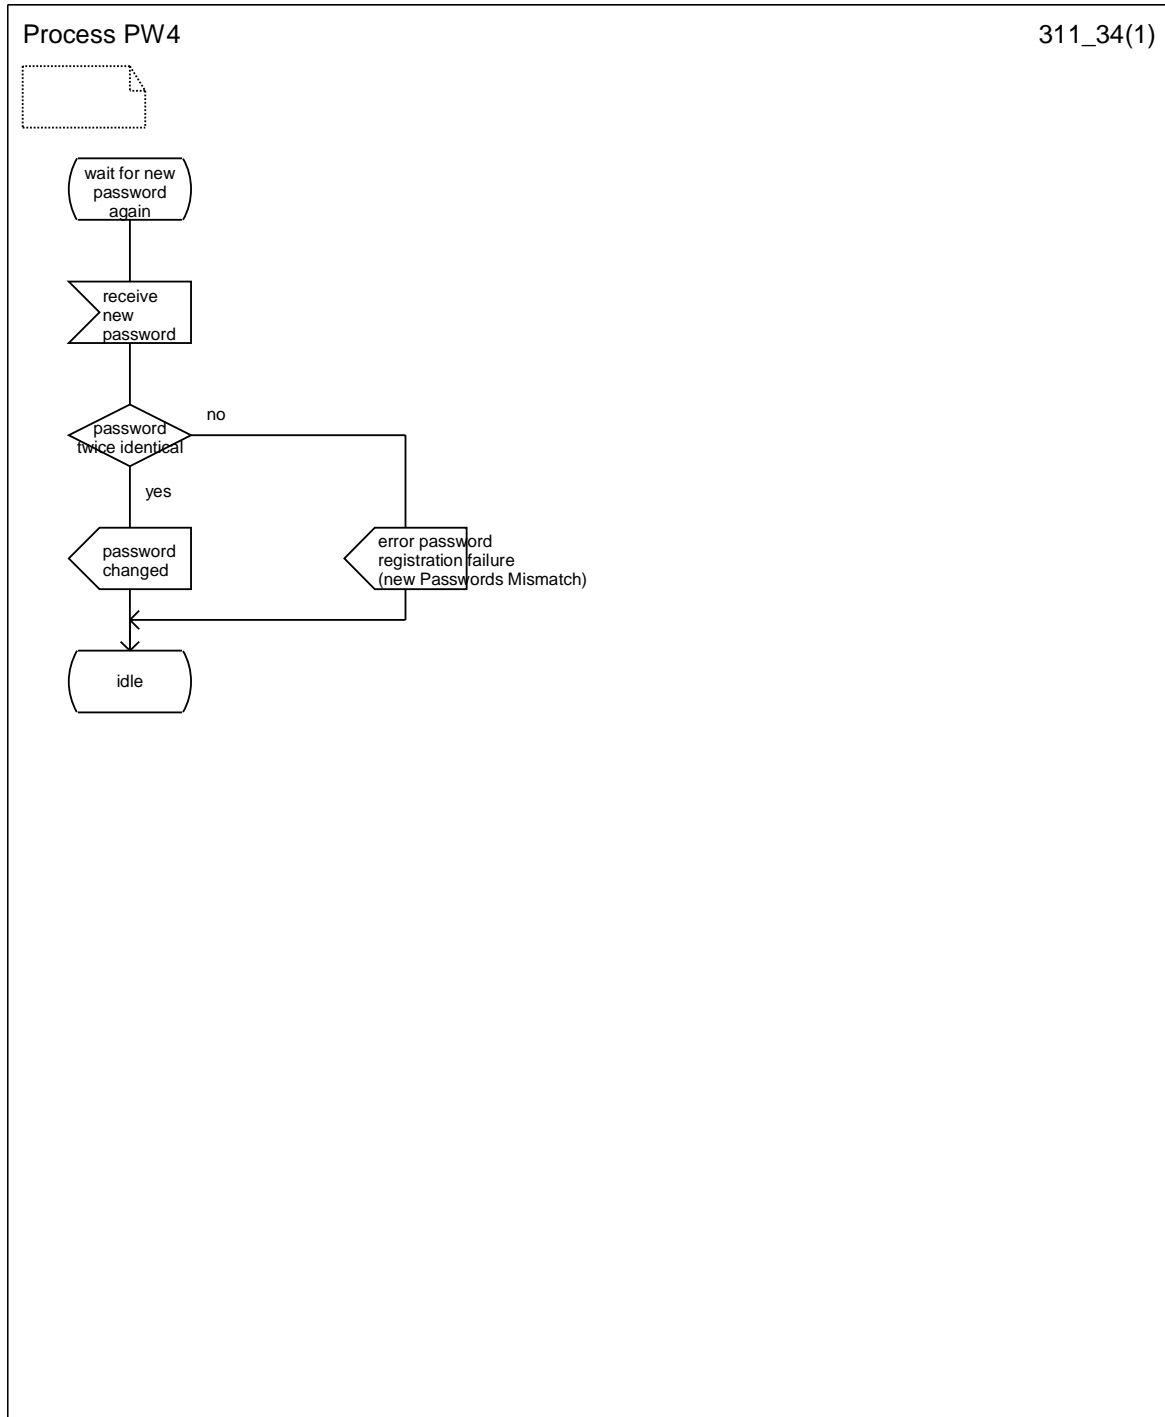 Process PW4
311_34(1)
wait for new
password
again
receive
new
password
no
password
twice identical
yes
password
changed
error password
registration failure
(new Passwords Mismatch)
idle